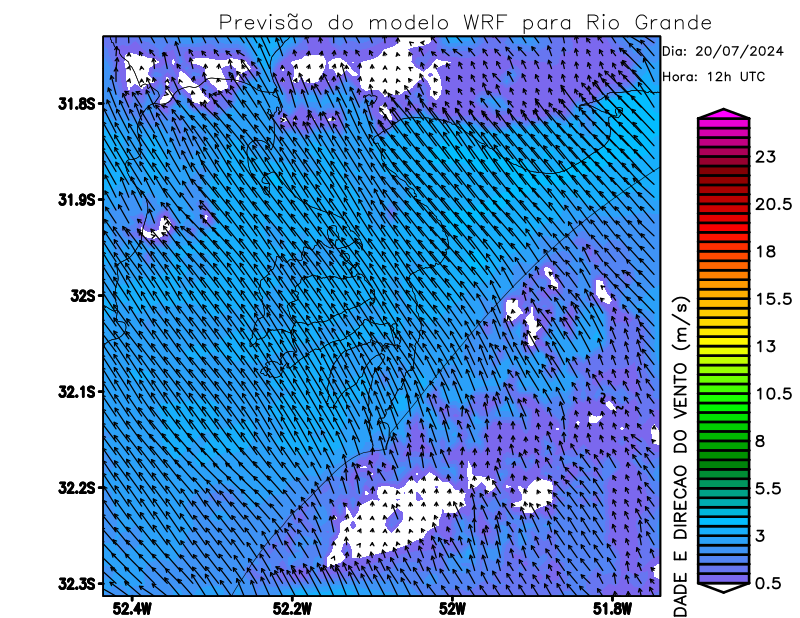 Previsão do modelo WRF para Rio Grande
Dia: 20/07/2024
Hora: 12h UTC
31.8S
31.9S
32S
32.1S
32.2S
32.3S
52.4W
52.2W
52W
51.8W
23
20.5
18
15.5
13
10.5
8
5.5
3
0.5
DADE E DIRECAO DO VENTO (m/s)